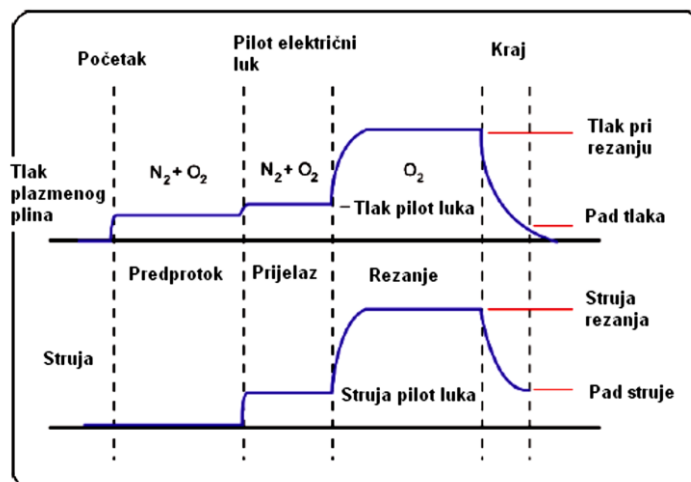 Početak
Pilot električni
luk
Kraj
Tlak
plazmenog
plina
N₂ + O₂
N₂ + O₂
O₂
Tlak pri
rezanju
– Tlak pilot luka
Pad tlaka
Predprotok
Prijelaz
Rezanje
Struja
rezanja
Struja
Struja pilot luka
Pad struje